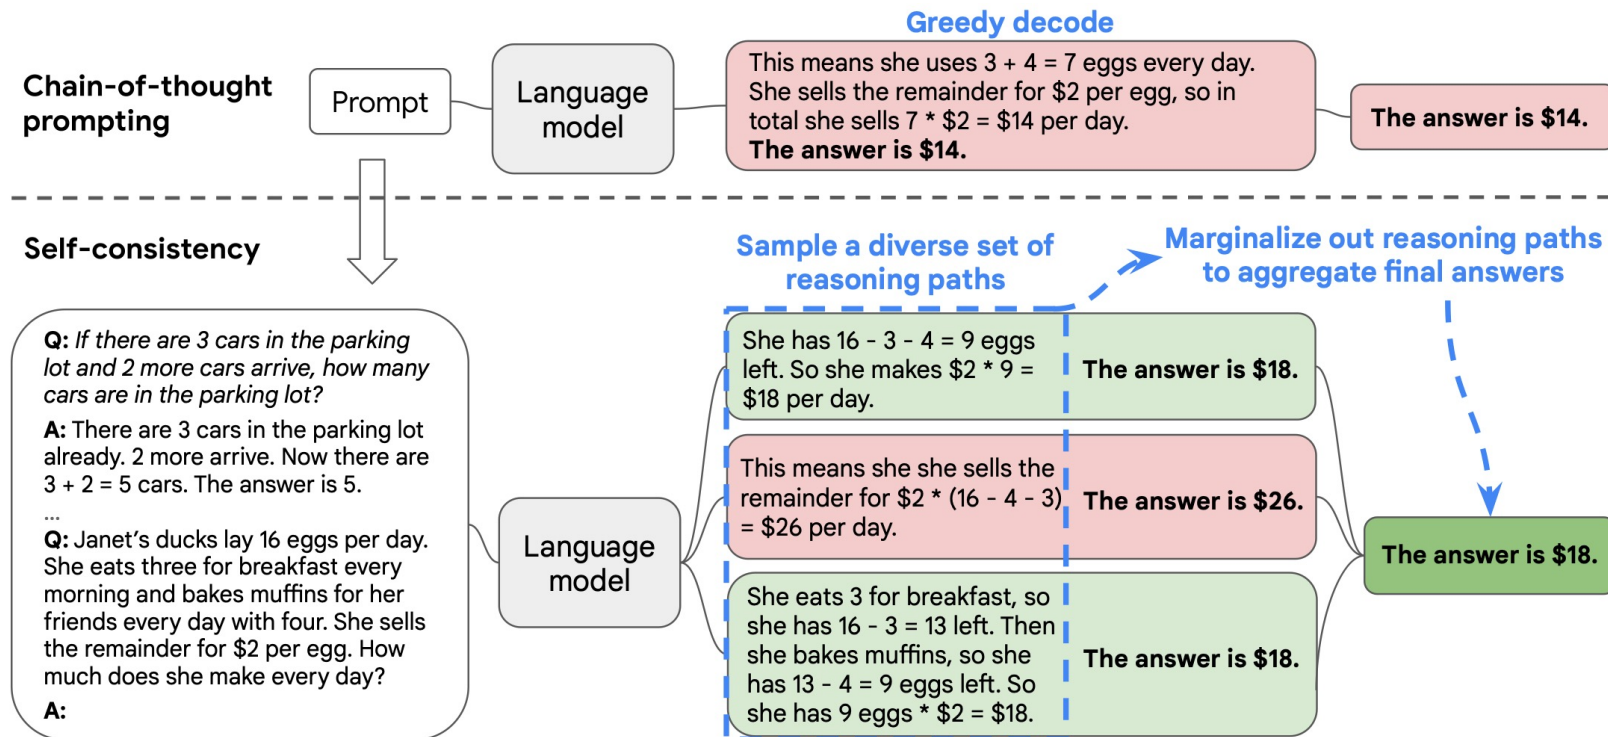 Greedy decode
Chain-of-thought
prompting
Prompt
Language
model
This means she uses 3 + 4 = 7 eggs every day.
She sells the remainder for $2 per egg, so in
total she sells 7 * $2 = $14 per day.
The answer is $14.
The answer is $14.
Self-consistency
Sample a diverse set of
reasoning paths
Marginalize out reasoning paths
to aggregate final answers
Q: If there are 3 cars in the parking
lot and 2 more cars arrive, how many
cars are in the parking lot?
A: There are 3 cars in the parking lot
already. 2 more arrive. Now there are
3 + 2 = 5 cars. The answer is 5.
...
Q: Janet's ducks lay 16 eggs per day.
She eats three for breakfast every
morning and bakes muffins for her
friends every day with four. She sells
the remainder for $2 per egg. How
much does she make every day?
A:
Language
model
She has 16 - 3 - 4 = 9 eggs
left. So she makes $2 * 9 =
$18 per day.
The answer is $18.
This means she she sells the
remainder for $2 * (16 - 4 - 3)
= $26 per day.
The answer is $26.
She eats 3 for breakfast, so
she has 16 - 3 = 13 left. Then
she bakes muffins, so she
has 13 - 4 = 9 eggs left. So
she has 9 eggs * $2 = $18.
The answer is $18.
The answer is $18.